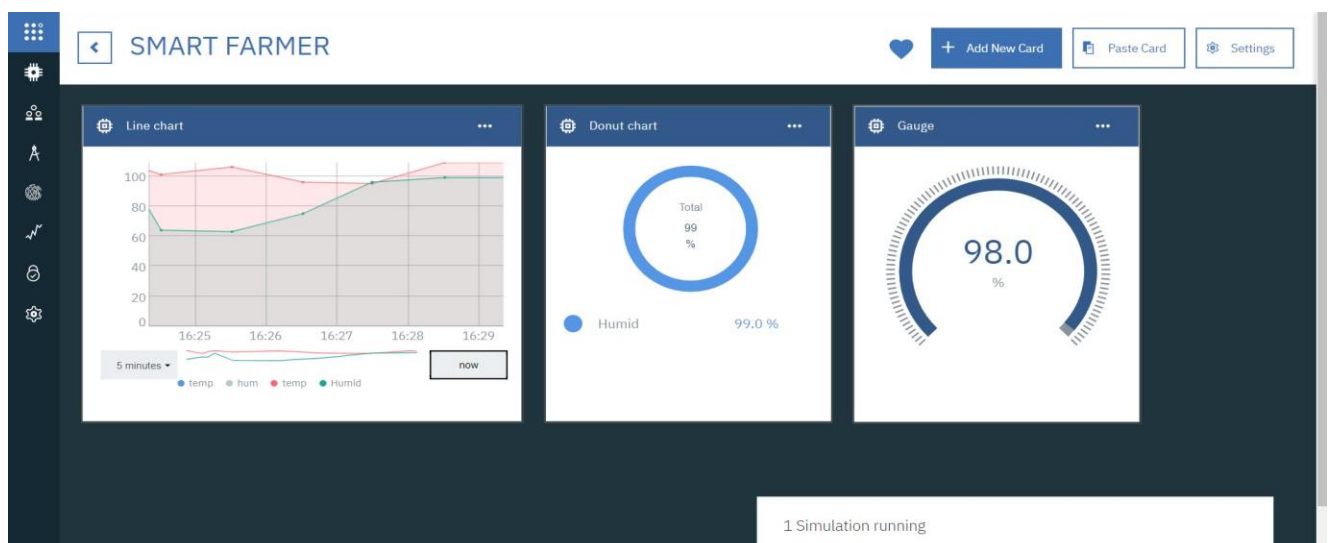 SMART FARMER
+ Add New Card
Paste Card
Settings
Line chart
100
80
60
40
20
0
16:25 16:26 16:27 16:28 16:29
5 minutes
now
temp hum temp Humid
Donut chart
Total
99
%
Humid 99.0 %
Gauge
98.0
%
1 Simulation running